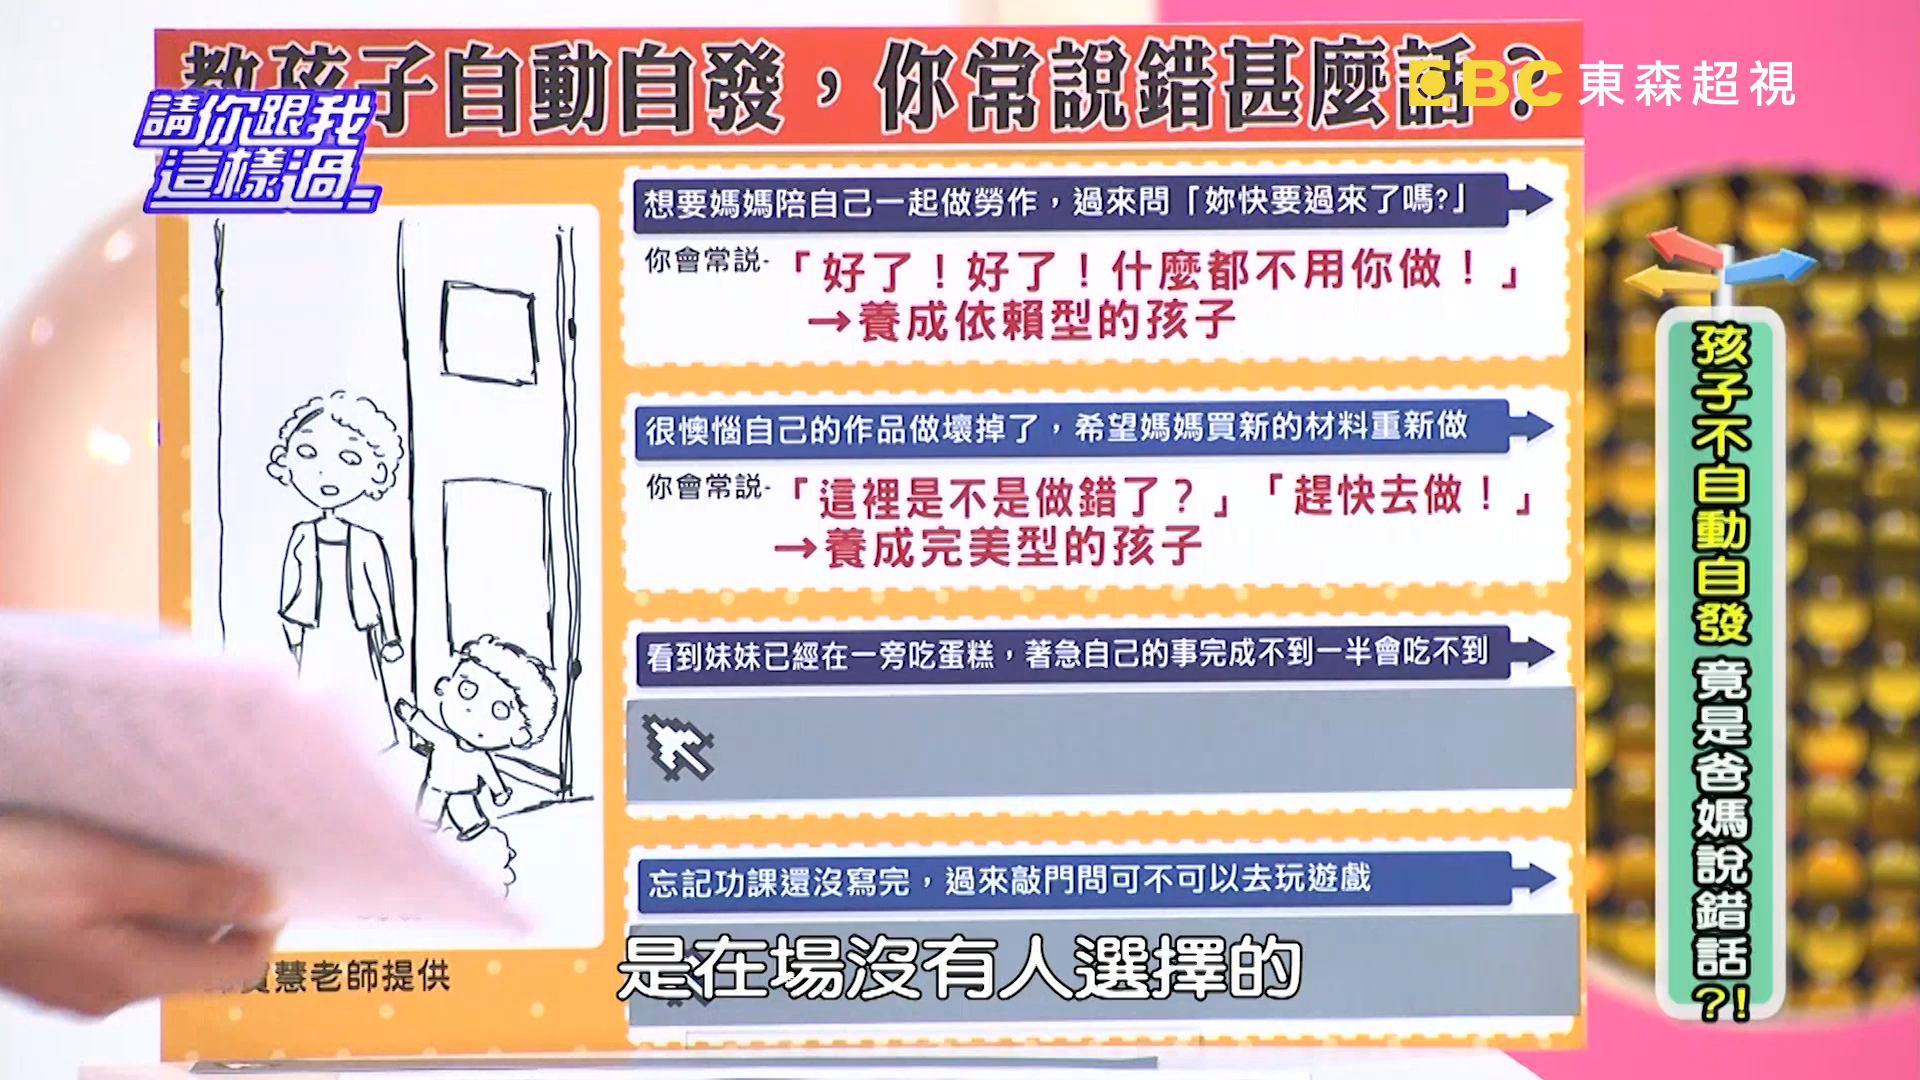 教孩子自動自發，你常說錯甚麼話？
EBC 東森超視
請你跟我
這樣過
想要媽媽陪自己一起做勞作，過來問「妳快要過來了嗎?」
你會常說-「好了！好了！什麼都不用你做！」
→養成依賴型的孩子
很懊惱自己的作品做壞掉了，希望媽媽買新的材料重新做
你會常說-「這裡是不是做錯了？」「趕快去做！」
→養成完美型的孩子
看到妹妹已經在一旁吃蛋糕，著急自己的事完成不到一半會吃不到
忘記功課還沒寫完，過來敲門問可不可以去玩遊戲
慧老師提供
孩子不自動自發 竟是爸媽說錯話?!
是在場沒有人選擇的